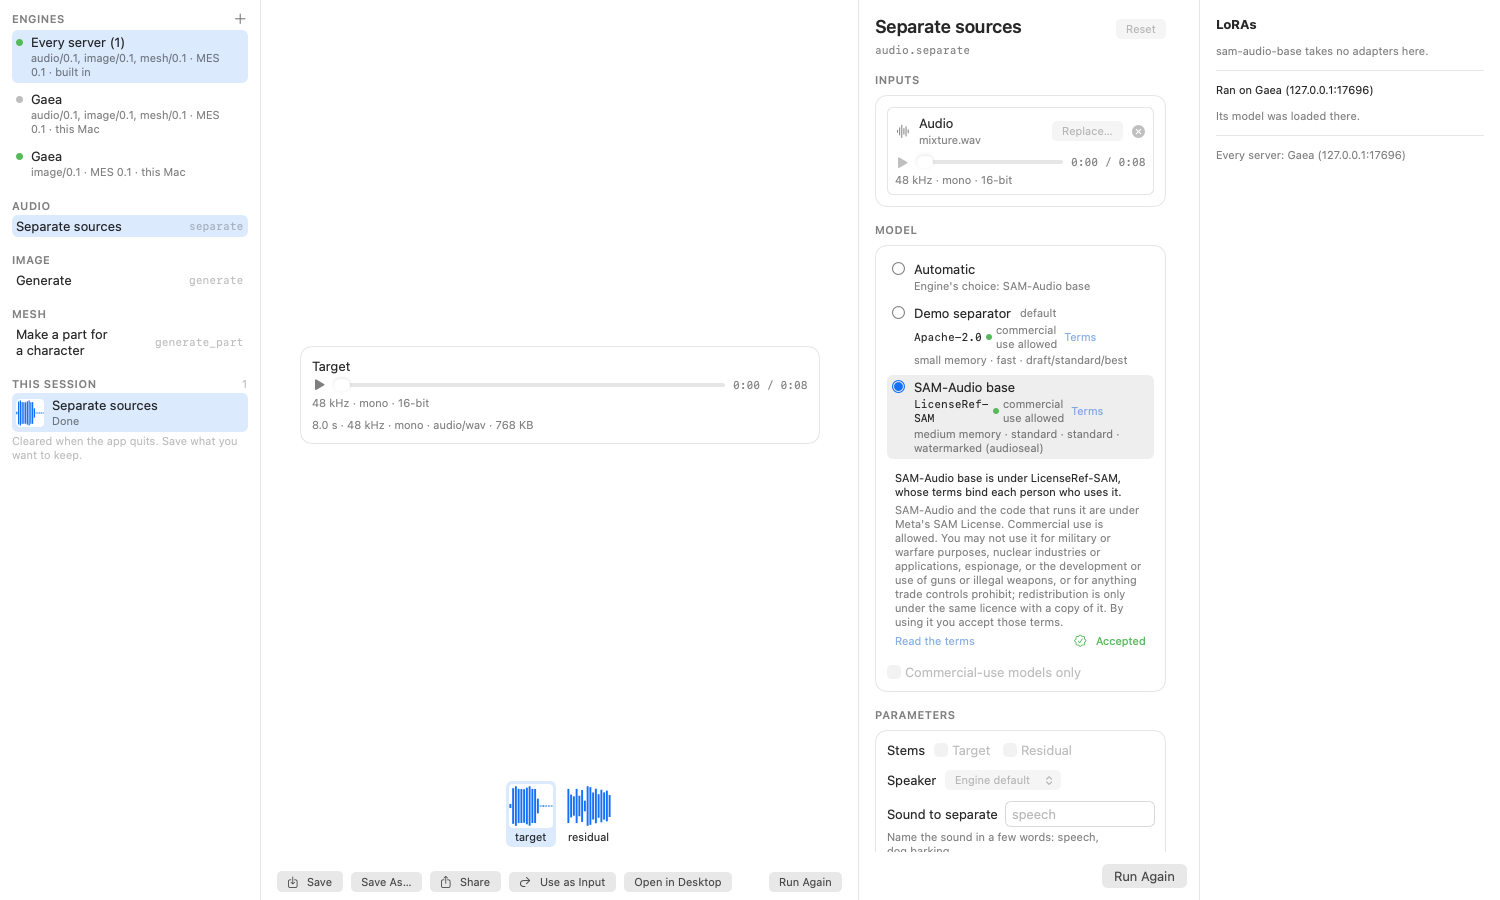 ENGINES
Every server (1)
audio/0.1, image/0.1, mesh/0.1 · MES
0.1 · built in
Gaea
audio/0.1, image/0.1, mesh/0.1 · MES
0.1 · this Mac
Gaea
image/0.1 · MES 0.1 · this Mac
AUDIO
Separate sources separate
IMAGE
Generate generate
MESH
Make a part for
a character
generate_part
THIS SESSION 1
Separate sources
Done
Cleared when the app quits. Save what you
want to keep.
Target
0:00 / 0:08
48 kHz · mono · 16-bit
8.0 s · 48 kHz · mono · audio/wav · 768 KB
target residual
Save Save As... Share Use as Input Open in Desktop Run Again
Separate sources Reset
audio.separate
INPUTS
Audio
mixture.wav
Replace...
0:00 / 0:08
48 kHz · mono · 16-bit
MODEL
Automatic
Engine's choice: SAM-Audio base
Demo separator default
Apache-2.0 commercial
use allowed Terms
small memory · fast · draft/standard/best
SAM-Audio base
LicenseRef-
SAM
commercial
use allowed
Terms
medium memory · standard · standard ·
watermarked (audioseal)
SAM-Audio base is under LicenseRef-SAM,
whose terms bind each person who uses it.
SAM-Audio and the code that runs it are under
Meta's SAM License. Commercial use is
allowed. You may not use it for military or
warfare purposes, nuclear industries or
applications, espionage, or the development or
use of guns or illegal weapons, or for anything
trade controls prohibit; redistribution is only
under the same licence with a copy of it. By
using it you accept those terms.
Read the terms Accepted
Commercial-use models only
PARAMETERS
Stems Target Residual
Speaker Engine default
Sound to separate speech
Name the sound in a few words: speech,
dog barking
Run Again
LoRAs
sam-audio-base takes no adapters here.
Ran on Gaea (127.0.0.1:17696)
Its model was loaded there.
Every server: Gaea (127.0.0.1:17696)